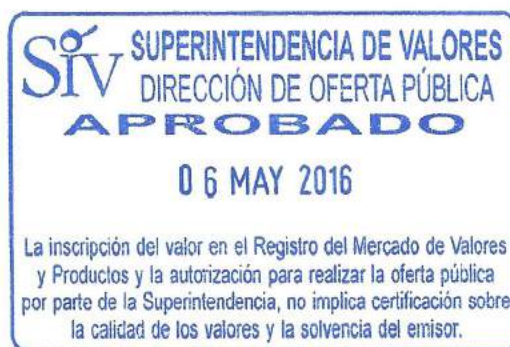 SIV SUPERINTENDENCIA DE VALORES
DIRECCIÓN DE OFERTA PÚBLICA
APROBADO
06 MAY 2016
La inscripción del valor en el Registro del Mercado de Valores
y Productos y la autorización para realizar la oferta pública
por parte de la Superintendencia, no implica certificación sobre
la calidad de los valores y la solvencia del emisor.